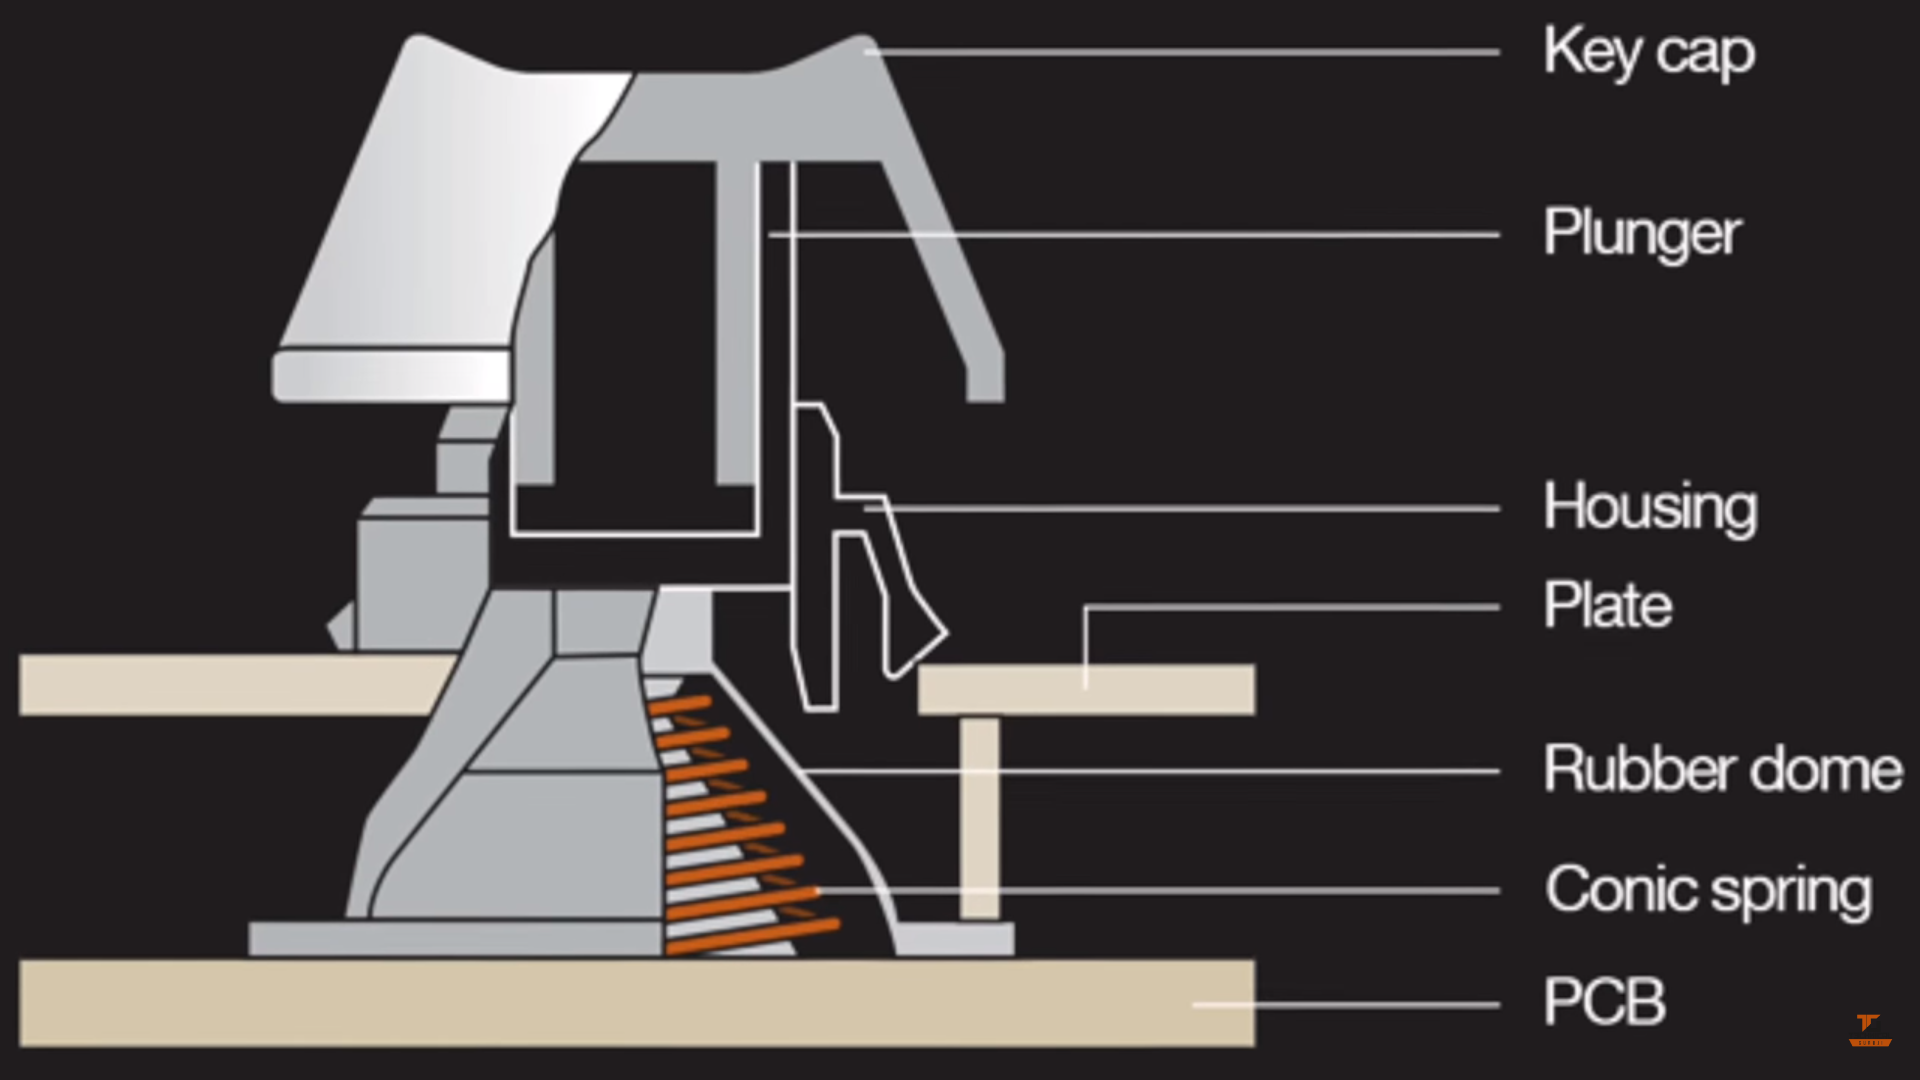 Key cap
Plunger
Housing
Plate
Rubber dome
Conic spring
PCB